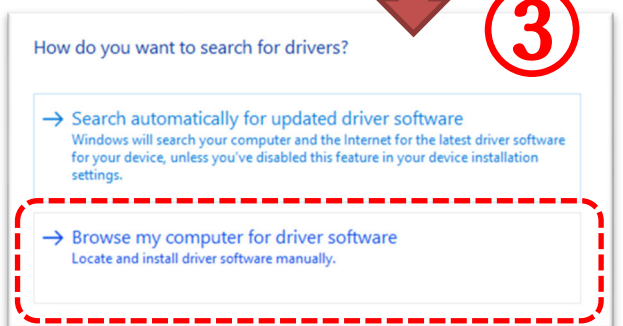 ③
How do you want to search for drivers?
→ Search automatically for updated driver software
Windows will search your computer and the Internet for the latest driver software
for your device, unless you've disabled this feature in your device installation
settings.
→ Browse my computer for driver software
Locate and install driver software manually.